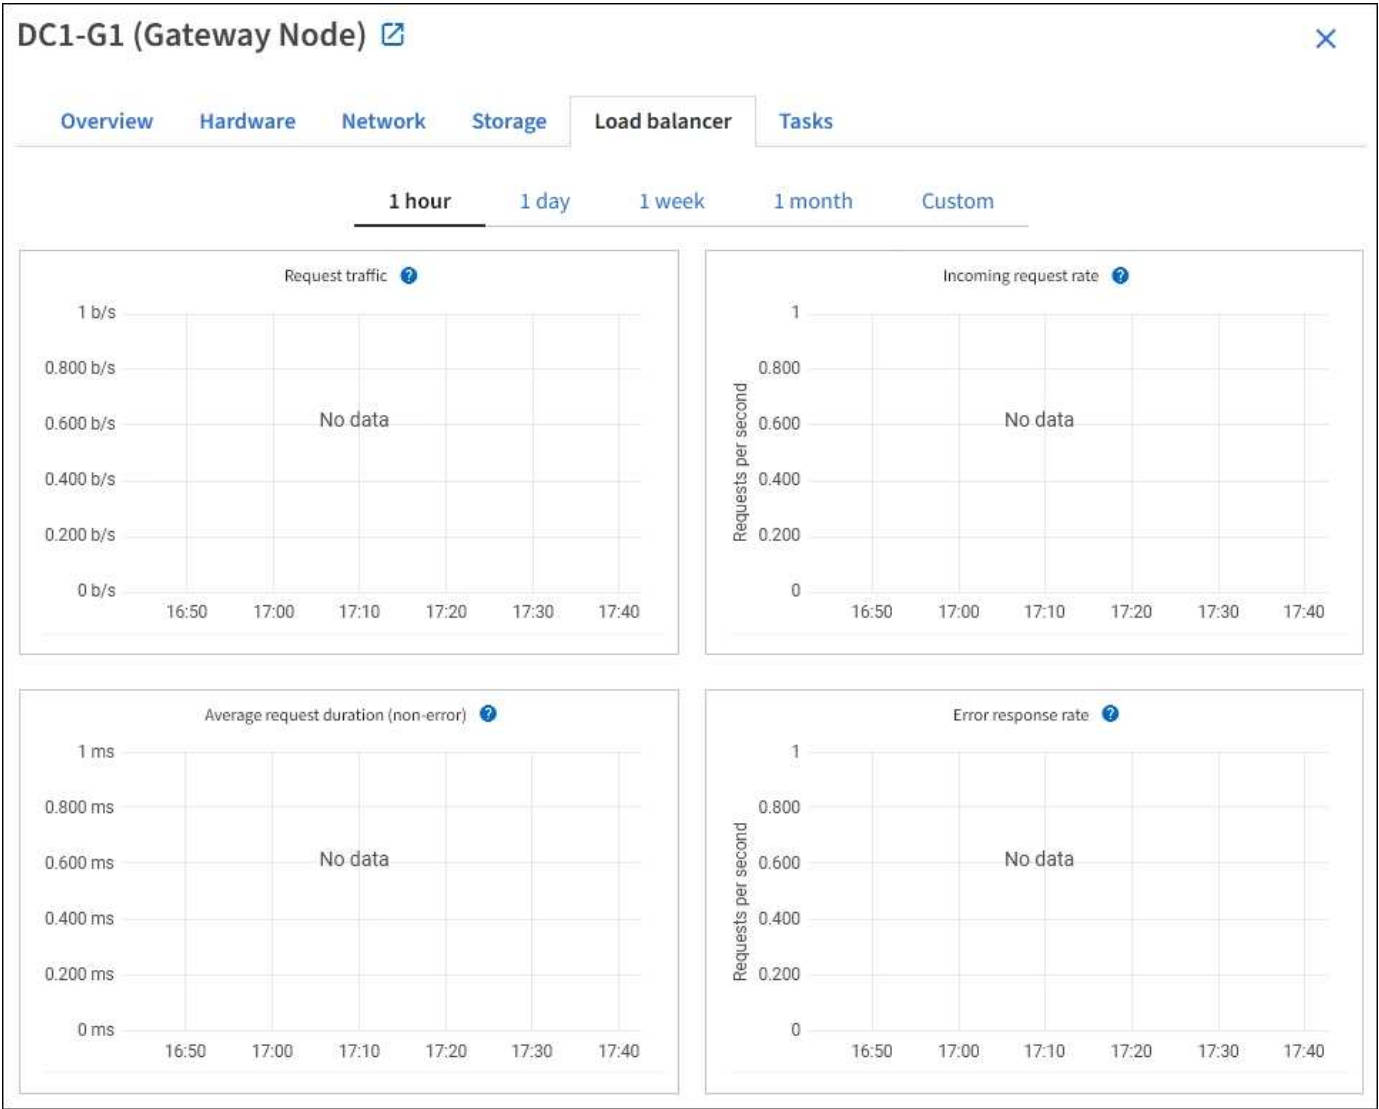 DC1-G1 (Gateway Node)
Overview Hardware Network Storage Load balancer Tasks
1 hour 1 day 1 week 1 month Custom
Request traffic ?
1 b/s
0.800 b/s
0.600 b/s
0.400 b/s
0.200 b/s
0 b/s
No data
16:50 17:00 17:10 17:20 17:30 17:40
Incoming request rate ?
Requests per second
1
0.800
0.600
0.400
0.200
0
No data
16:50 17:00 17:10 17:20 17:30 17:40
Average request duration (non-error) ?
1 ms
0.800 ms
0.600 ms
0.400 ms
0.200 ms
0 ms
No data
16:50 17:00 17:10 17:20 17:30 17:40
Error response rate ?
Requests per second
1
0.800
0.600
0.400
0.200
0
No data
16:50 17:00 17:10 17:20 17:30 17:40